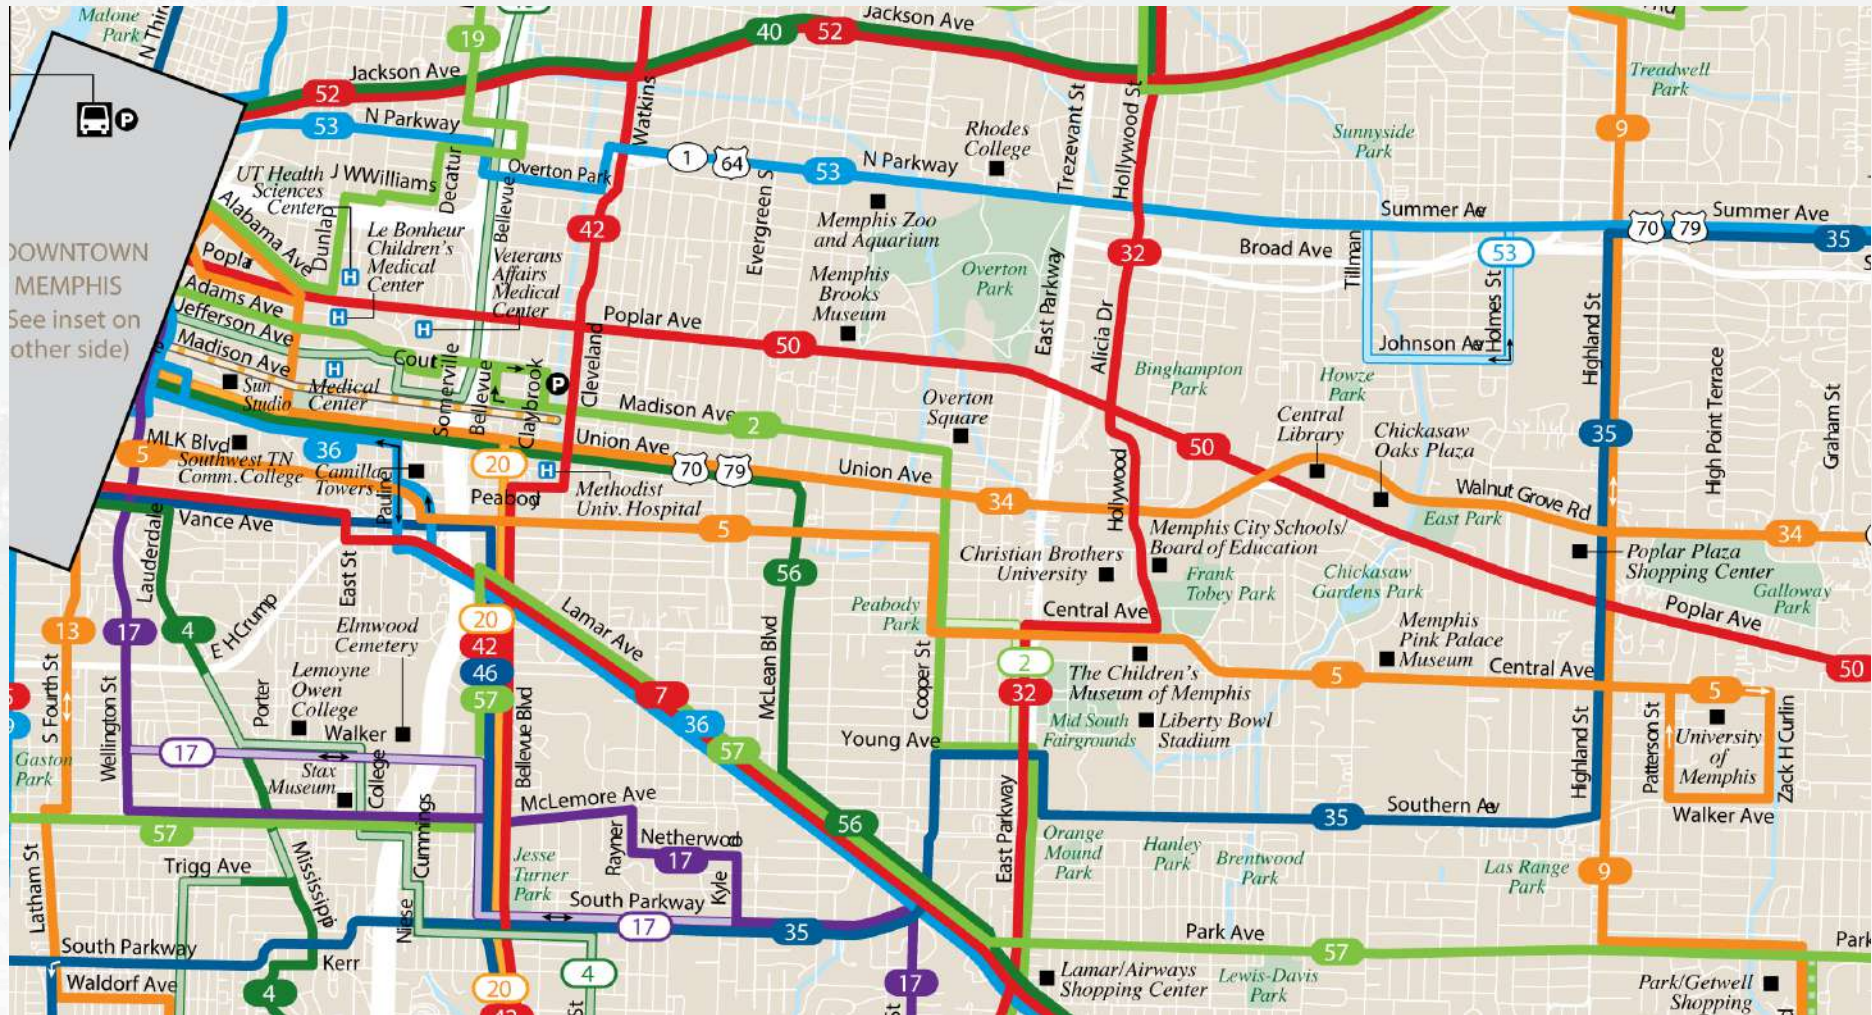 Malone
Park
N Thir
19
40
52
Jackson Ave
Jackson Ave
52
53
N Parkway
Watkins
1
64
53
N Parkway
Rhodes
College
Trezevant St
Hollywood St
Treadwell
Park
9
Sunnyside
Park
UT Health
Sciences
Center
J WWilliams
Decatur
Overton Park
Bellevue
Evergreen S
Memphis Zoo
and Aquarium
Summer Av
Summer Ave
70
79
35
Alabama Ave
Dunlap
Le Bonheur
Children's
Medical
Center
Veterans
Affairs
Medical
Center
42
Memphis
Brooks
Museum
Overton
Park
East Parkway
32
Broad Ave
Tillman
53
Holmes St
Johnson Av
Highland St
DOWNTOWN
MEMPHIS
See inset on
other side)
P
Popla
Adams Ave
Jefferson Ave
Madison Ave
H
H
H
H
Court
Poplar Ave
50
Alicia Dr
Binghampton
Park
Howze
Park
High Point Terrace
Graham St
Sun
Studio
Medical
Center
Somerville
Bellevue
Claybrook
P
Cleveland
Madison Ave
2
Overton
Square
Central
Library
Chickasaw
Oaks Plaza
50
35
MLK Blvd
5
Southwest TN
Comm. College
36
Camilla
Towers
Pauline
20
H
Peabody
Union Ave
70
79
Methodist
Univ. Hospital
Union Ave
34
Hollywood
Walnut Grove Rd
East Park
34
Vance Ave
Lauderdale
East St
5
56
Christian Brothers
University
Memphis City Schools/
Board of Education
Frank
Tobey Park
Chickasaw
Gardens Park
Poplar Plaza
Shopping Center
Galloway
Park
Poplar Ave
50
13
17
4
E H Crump
Elmwood
Cemetery
20
42
46
57
Lamar Ave
McLean Blvd
Peabody
Park
Cooper St
Central Ave
2
32
The Children's
Museum of Memphis
Mid South
Fairgrounds
Liberty Bowl
Stadium
Memphis
Pink Palace
Museum
5
Central Ave
5
S Fourth St
Wellington St
Porter
Lemoyne
Owen
College
Walker
Bellevue Blvd
7
36
57
Young Ave
Highland St
Patterson St
University
of
Memphis
Zack H Curlin
Walker Ave
Gaston
Park
17
Stax
Museum
College
Cummings
McLemore Ave
Rayner
Netherwood
17
Kyle
56
East Parkway
35
Southern Av
57
Trigg Ave
Latham St
Mississippi
Niese
Jesse
Turner
Park
South Parkway
17
35
Orange
Mound
Park
Hanley
Park
Brentwood
Park
Las Range
Park
9
South Parkway
Waldorf Ave
Kerr
4
4
20
42
17
Park Ave
57
Park
Lamar/Airways
Shopping Center
Lewis-Davis
Park
Park/Getwell
Shopping